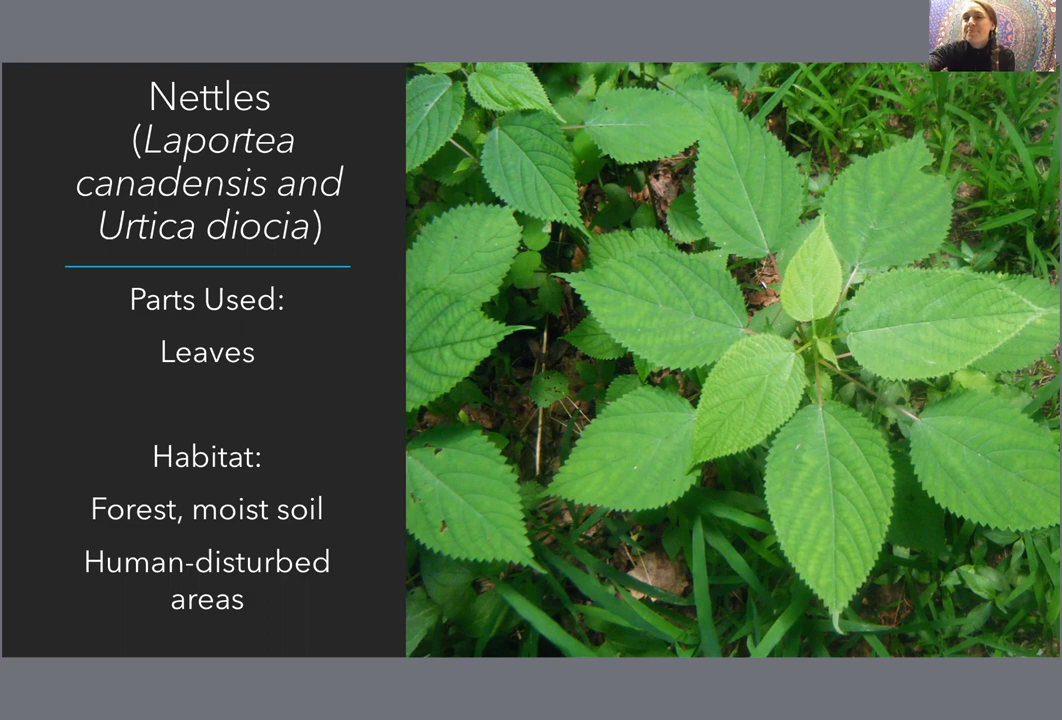 Nettles
(Laportea
canadensis and
Urtica diocia)
Parts Used:
Leaves
Habitat:
Forest, moist soil
Human-disturbed
areas